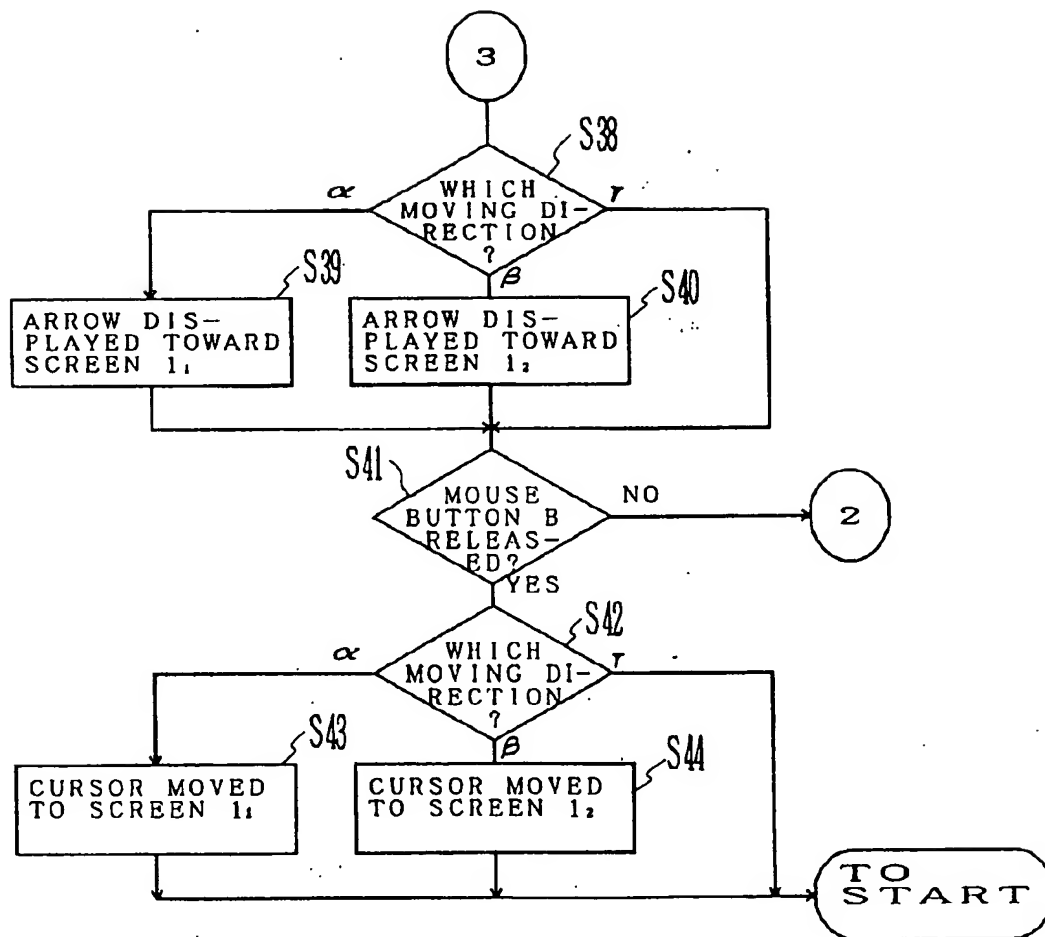 3
S38
α
γ
WHICH
MOVING DI-
RECTION
?
β
S39
S40
ARROW DIS-
PLAYED TOWARD
SCREEN 1₁
ARROW DIS-
PLAYED TOWARD
SCREEN 1₂
S41
MOUSE
BUTTON B
RELEAS-
ED?
NO
2
YES
S42
α
γ
WHICH
MOVING DI-
RECTION
?
β
S43
S44
CURSOR MOVED
TO SCREEN 1₁
CURSOR MOVED
TO SCREEN 1₂
TO
START